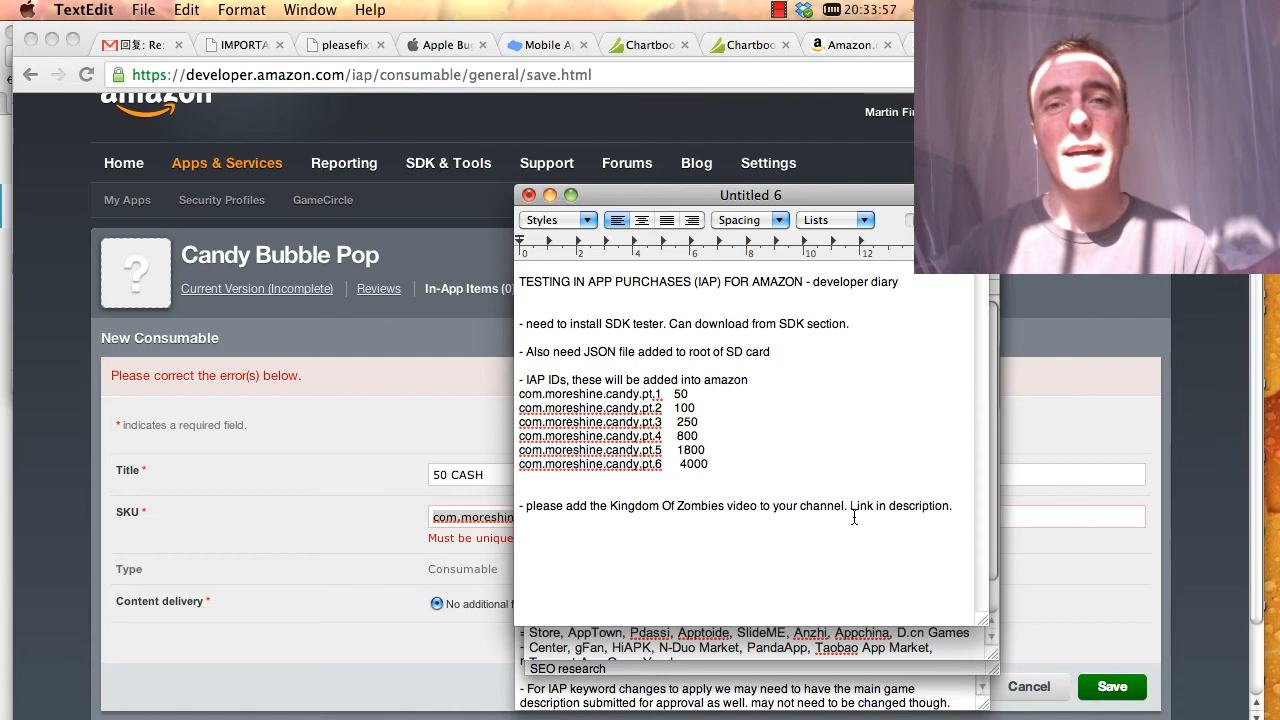 TextEdit File Edit Format Window Help 20:33:57
回复: Re: IMPORTA pleasefix Apple Bu Mobile A Chartboo Chartboo Amazon.c
https://developer.amazon.com/iap/consumable/general/save.html
amazon
Martin Fi
Home Apps & Services Reporting SDK & Tools Support Forums Blog Settings
My Apps Security Profiles GameCircle
Candy Bubble Pop
Current Version (Incomplete) Reviews In-App Items (0)
New Consumable
Please correct the error(s) below.
* indicates a required field.
Title * 50 CASH
SKU * com.moreshin
Must be unique
Type Consumable
Content delivery * No additional f
Cancel Save
Untitled 6
Styles Spacing Lists
0 2 4 6 8 10 12
TESTING IN APP PURCHASES (IAP) FOR AMAZON - developer diary
- need to install SDK tester. Can download from SDK section.
- Also need JSON file added to root of SD card
- IAP IDs, these will be added into amazon
com.moreshine.candy.pt.1 50
com.moreshine.candy.pt.2 100
com.moreshine.candy.pt.3 250
com.moreshine.candy.pt.4 800
com.moreshine.candy.pt.5 1800
com.moreshine.candy.pt.6 4000
- please add the Kingdom Of Zombies video to your channel. Link in description.
Store, AppTown, Pdassi, Apptoide, SlideME, Anzhi, Appchina, D.cn Games
Center, gFan, HiAPK, N-Duo Market, PandaApp, Taobao App Market,
SEO research
- For IAP keyword changes to apply we may need to have the main game
description submitted for approval as well. may not need to be changed though.